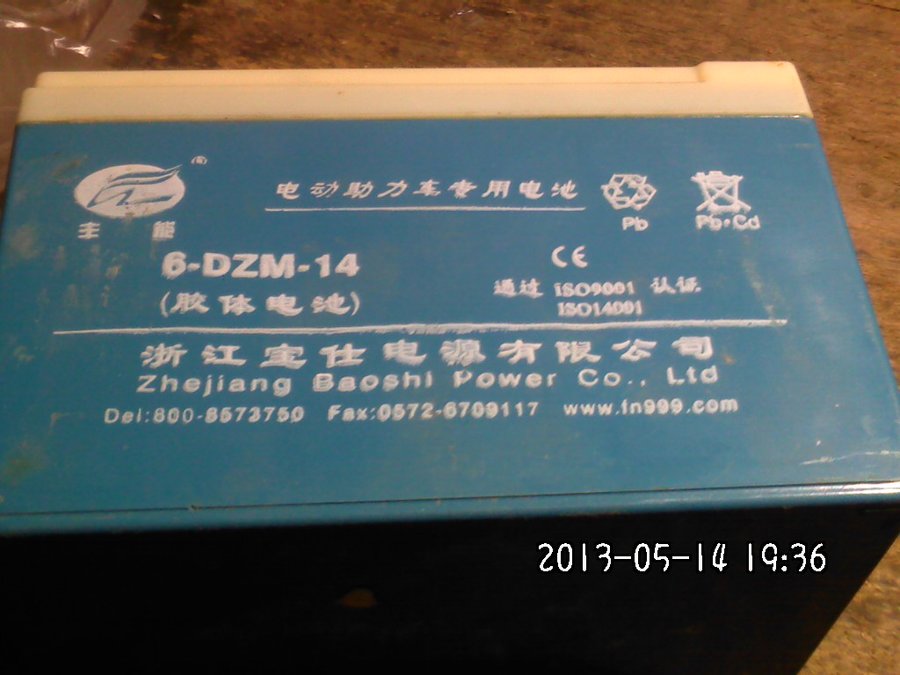 电动助力车专用电池
丰能
Pb
Pb·Cd
6-DZM-14
CE
(胶体电池)
通过 ISO9001 认证
ISO14001
浙江宝仕电源有限公司
Zhejiang Baoshi Power Co., Ltd
Del:800-8573750 Fax:0572-6709117 www.fn999.com
2013-05-14 19:36